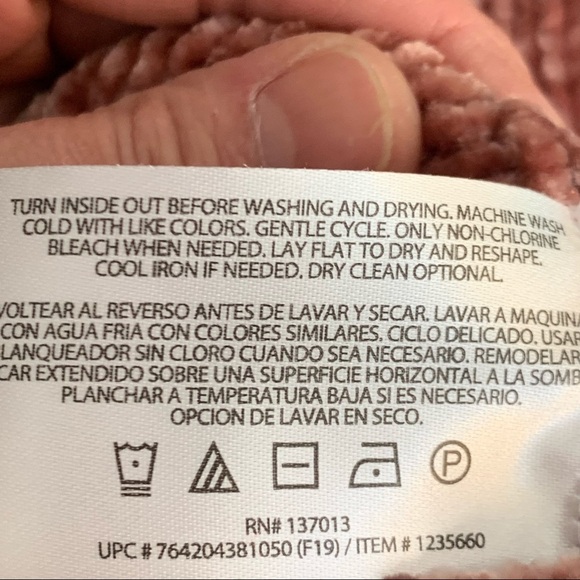 TURN INSIDE OUT BEFORE WASHING AND DRYING. MACHINE WASH
COLD WITH LIKE COLORS. GENTLE CYCLE. ONLY NON-CHLORINE
BLEACH WHEN NEEDED. LAY FLAT TO DRY AND RESHAPE.
COOL IRON IF NEEDED. DRY CLEAN OPTIONAL.
VOLTEAR AL REVERSO ANTES DE LAVAR Y SECAR. LAVAR A MAQUINA
CON AGUA FRIA CON COLORES SIMILARES. CICLO DELICADO. USAR
LANQUEADOR SIN CLORO CUANDO SEA NECESARIO. REMODELAR
CAR EXTENDIDO SOBRE UNA SUPERFICIE HORIZONTAL A LA SOMB
PLANCHAR A TEMPERATURA BAJA SI ES NECESARIO.
OPCION DE LAVAR EN SECO.
P
RN# 137013
UPC # 764204381050 (F19) / ITEM # 1235660